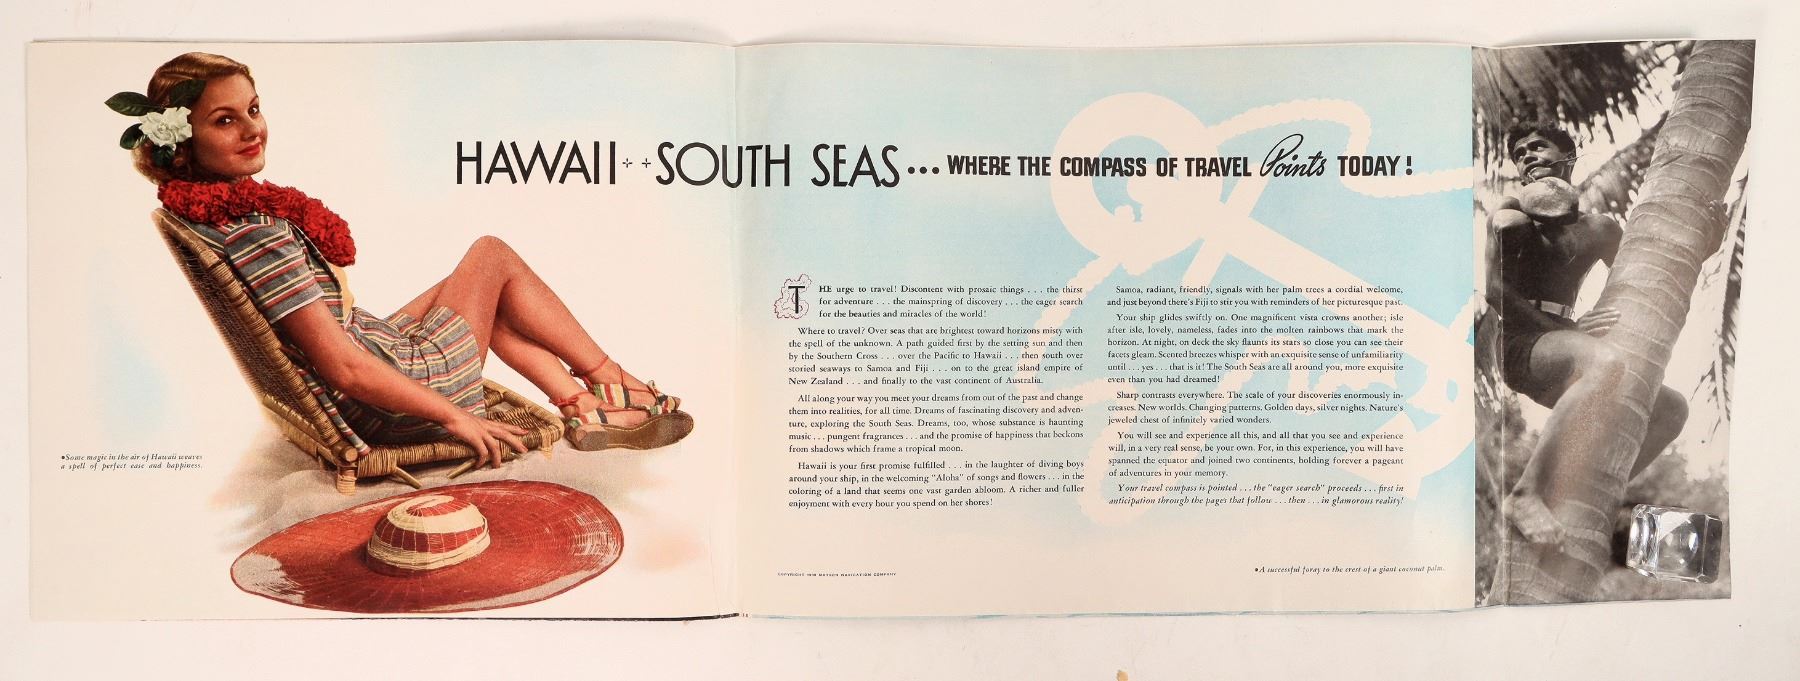 HAWAII ++ SOUTH SEAS... WHERE THE COMPASS OF TRAVEL Points TODAY!
THE urge to travel! Discontent with prosaic things . . . the thirst
for adventure . . . the mainspring of discovery . . . the eager search
for the beauties and miracles of the world!
Where to travel? Over seas that are brightest toward horizons misty with
the spell of the unknown. A path guided first by the setting sun and then
by the Southern Cross . . . over the Pacific to Hawaii . . . then south over
storied seaways to Samoa and Fiji . . . on to the great island empire of
New Zealand . . . and finally to the vast continent of Australia.
All along your way you meet your dreams from out of the past and change
them into realities, for all time. Dreams of fascinating discovery and adven-
ture, exploring the South Seas. Dreams, too, whose substance is haunting
music . . . pungent fragrances . . . and the promise of happiness that beckons
from shadows which frame a tropical moon.
Hawaii is your first promise fulfilled . . . in the laughter of diving boys
around your ship, in the welcoming "Aloha" of songs and flowers . . . in the
coloring of a land that seems one vast garden abloom. A richer and fuller
enjoyment with every hour you spend on her shores!
Samoa, radiant, friendly, signals with her palm trees a cordial welcome,
and just beyond there's Fiji to stir you with reminders of her picturesque past.
Your ship glides swiftly on. One magnificent vista crowns another; isle
after isle, lovely, nameless, fades into the molten rainbows that mark the
horizon. At night, on deck the sky flaunts its stars so close you can see their
facets gleam. Scented breezes whisper with an exquisite sense of unfamiliarity
until . . . yes . . . that is it! The South Seas are all around you, more exquisite
even than you had dreamed!
Sharp contrasts everywhere. The scale of your discoveries enormously in-
creases. New worlds. Changing patterns. Golden days, silver nights. Nature's
jeweled chest of infinitely varied wonders.
You will see and experience all this, and all that you see and experience
will, in a very real sense, be your own. For, in this experience, you will have
spanned the equator and joined two continents, holding forever a pageant
of adventures in your memory.
Your travel compass is pointed . . . the "eager search" proceeds . . . first in
anticipation through the pages that follow . . . then . . . in glamorous reality!
•Some magic in the air of Hawaii weaves
a spell of perfect ease and happiness.
COPYRIGHT MATSON NAVIGATION COMPANY
•A successful foray to the crest of a giant coconut palm.